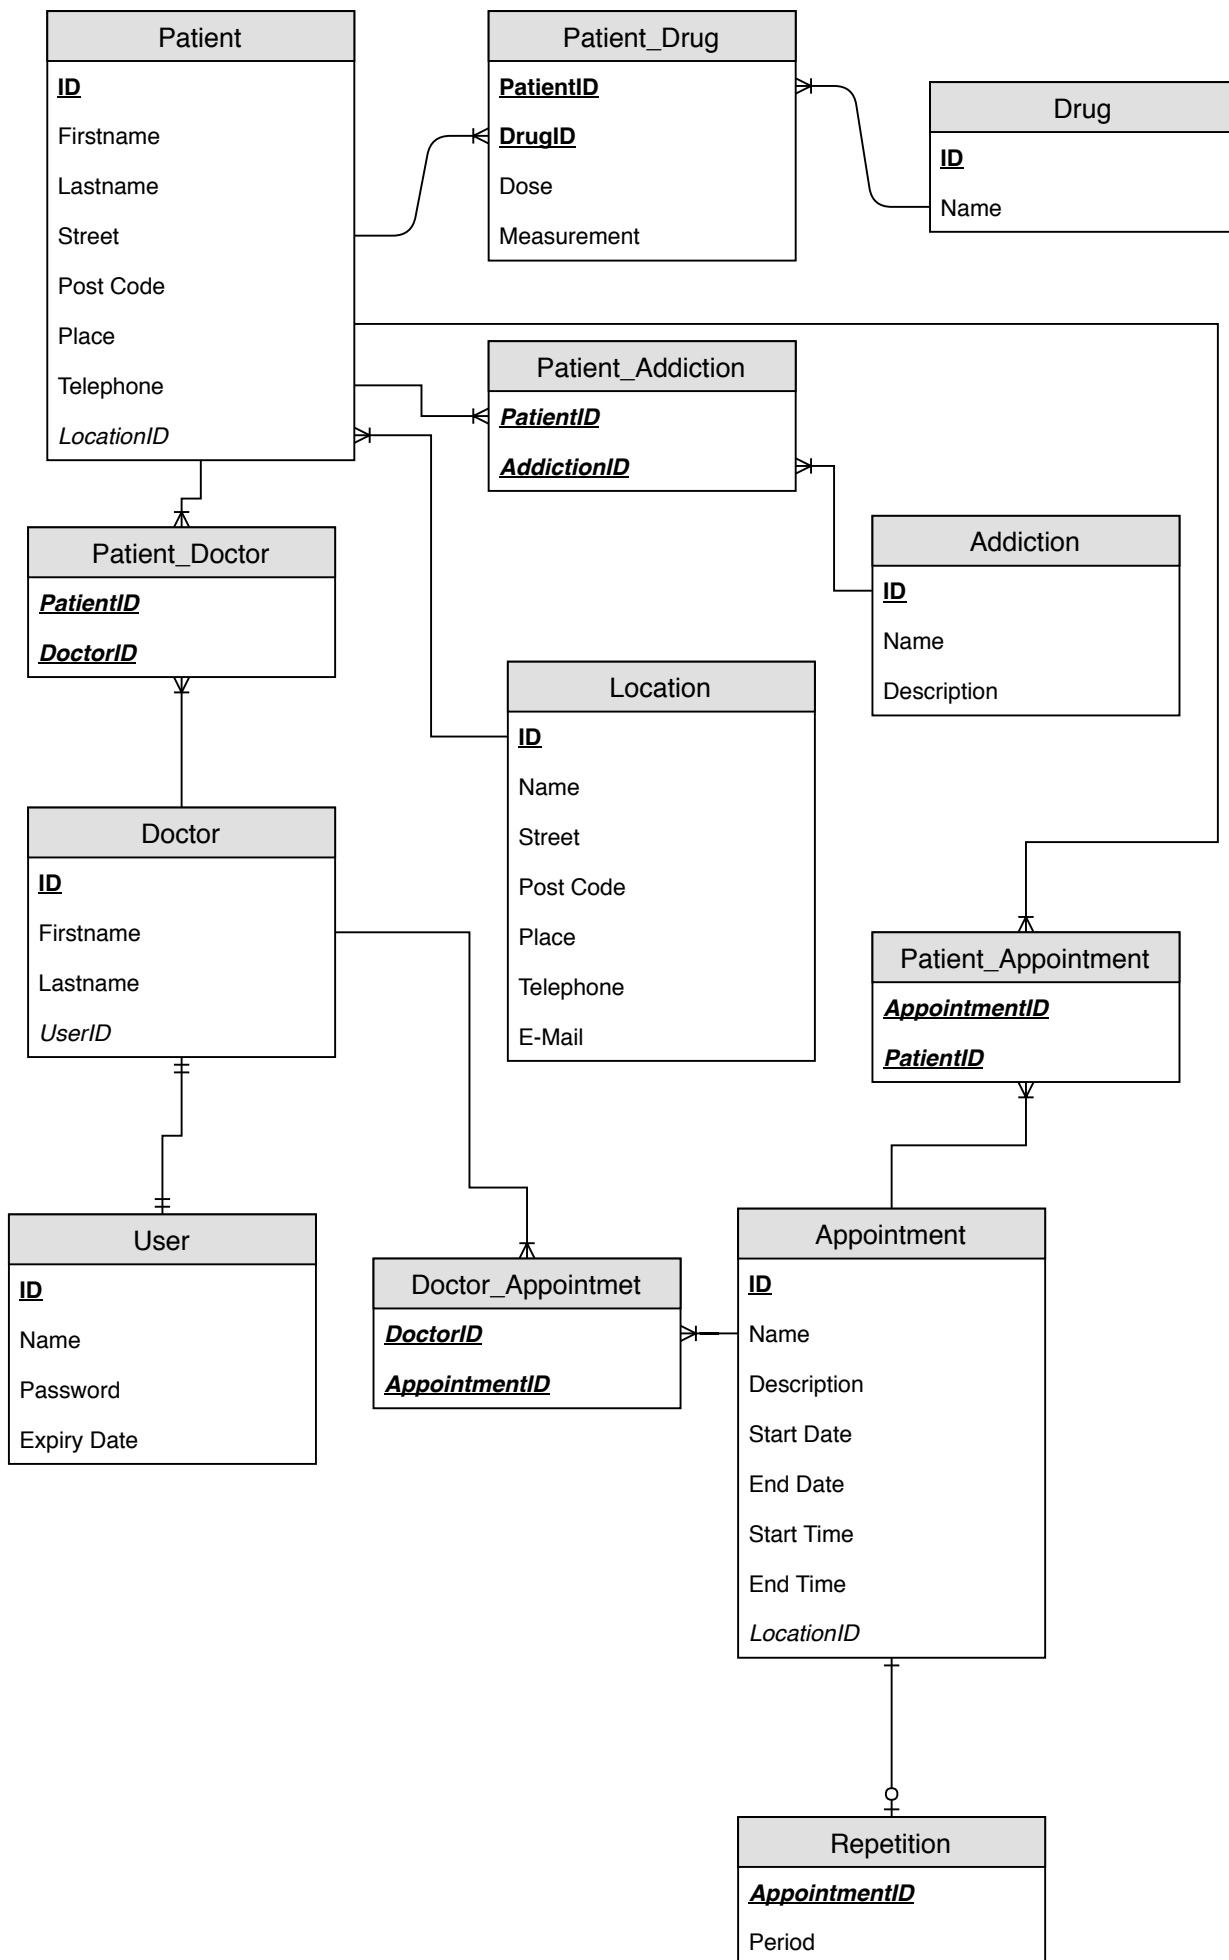 Patient
ID
Firstname
Lastname
Street
Post Code
Place
Telephone
LocationID
Patient_Drug
PatientID
DrugID
Dose
Measurement
Drug
ID
Name
Patient_Addiction
PatientID
AddictionID
Addiction
ID
Name
Description
Patient_Doctor
PatientID
DoctorID
Location
ID
Name
Street
Post Code
Place
Telephone
E-Mail
Doctor
ID
Firstname
Lastname
UserID
Patient_Appointment
AppointmentID
PatientID
User
ID
Name
Password
Expiry Date
Doctor_Appointmet
DoctorID
AppointmentID
Appointment
ID
Name
Description
Start Date
End Date
Start Time
End Time
LocationID
Repetition
AppointmentID
Period